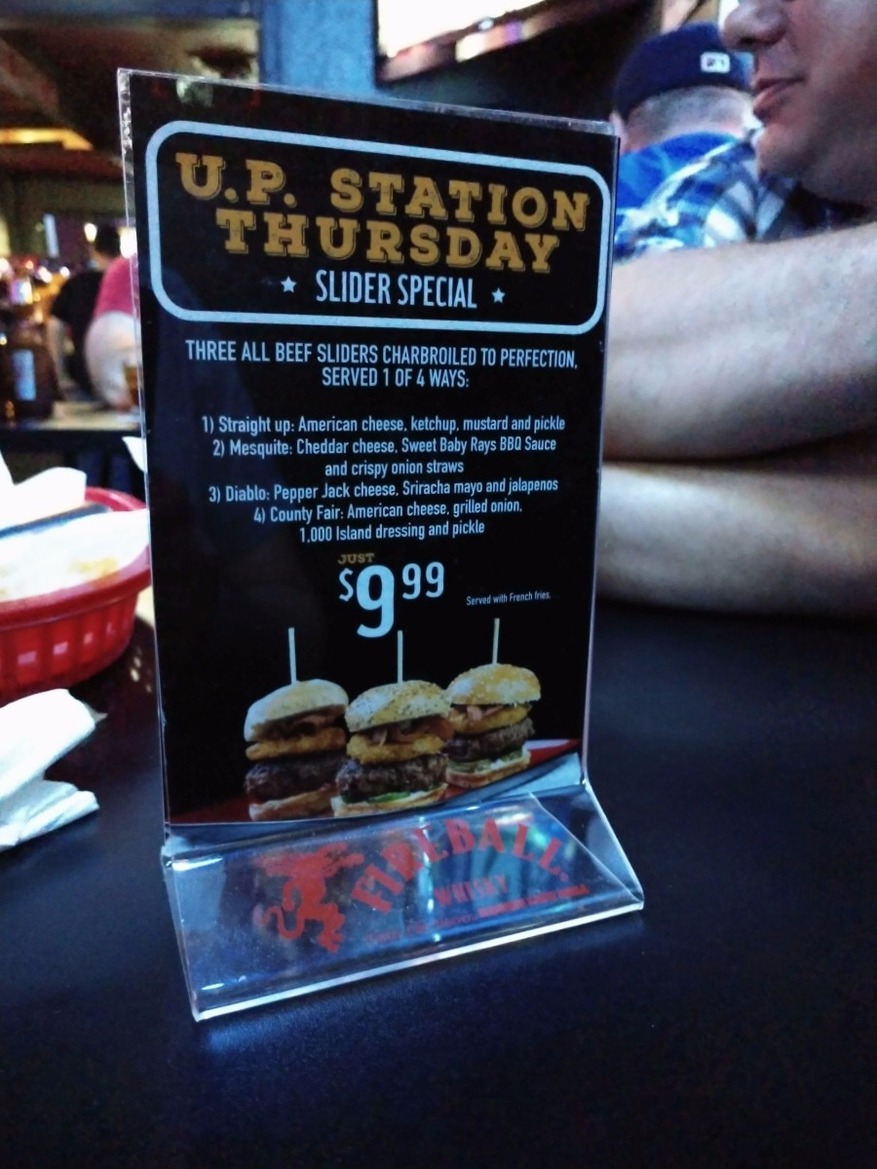 U.P. STATION
THURSDAY
SLIDER SPECIAL
THREE ALL BEEF SLIDERS CHARBROILED TO PERFECTION,
SERVED 1 OF 4 WAYS:
1) Straight up: American cheese, ketchup, mustard and pickle
2) Mesquite: Cheddar cheese, Sweet Baby Rays BBQ Sauce
and crispy onion straws
3) Diablo: Pepper Jack cheese, Sriracha mayo and jalapenos
4) County Fair: American cheese, grilled onion,
1,000 Island dressing and pickle
JUST
$9 99
Served with French fries.
FIREBALL
WHISKY